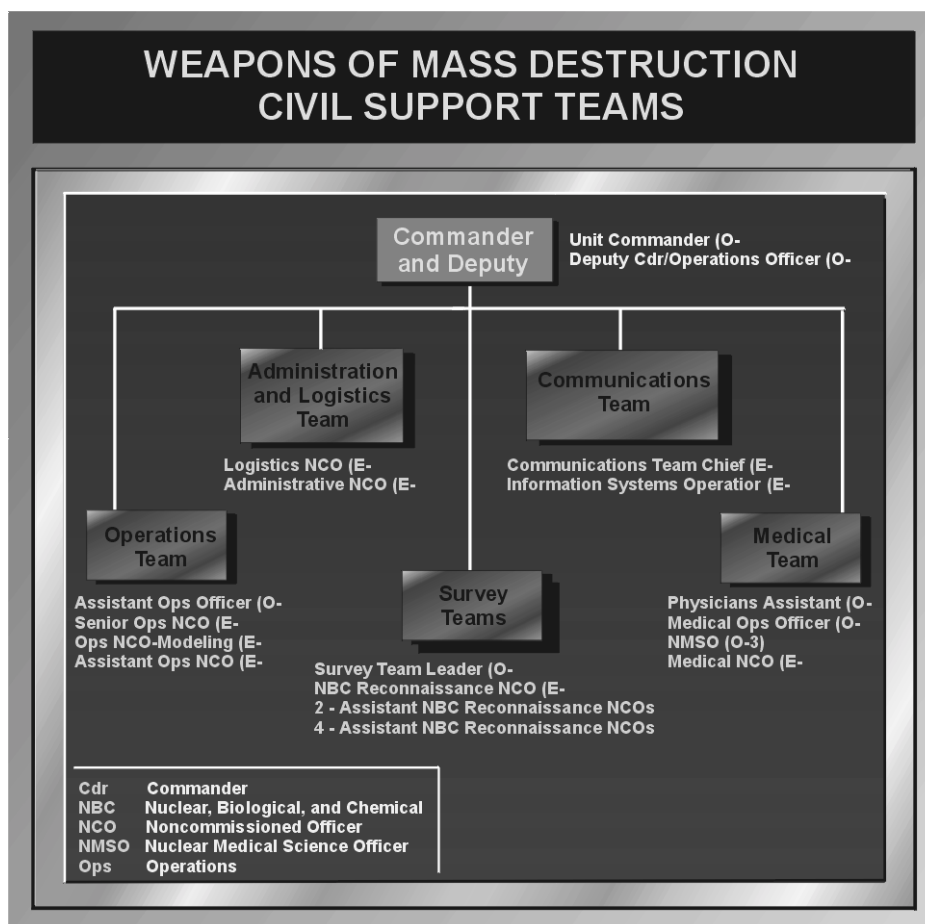 WEAPONS OF MASS DESTRUCTION
CIVIL SUPPORT TEAMS
Commander
and Deputy
Unit Commander (O-
Deputy Cdr/Operations Officer (O-
Administration
and Logistics
Team
Logistics NCO (E-
Administrative NCO (E-
Communications
Team
Communications Team Chief (E-
Information Systems Operatior (E-
Operations
Team
Assistant Ops Officer (O-
Senior Ops NCO (E-
Ops NCO-Modeling (E-
Assistant Ops NCO (E-
Survey
Teams
Survey Team Leader (O-
NBC Reconnaissance NCO (E-
2 - Assistant NBC Reconnaissance NCOs
4 - Assistant NBC Reconnaissance NCOs
Medical
Team
Physicians Assistant (O-
Medical Ops Officer (O-
NMSO (O-3)
Medical NCO (E-
Cdr Commander
NBC Nuclear, Biological, and Chemical
NCO Noncommissioned Officer
NMSO Nuclear Medical Science Officer
Ops Operations